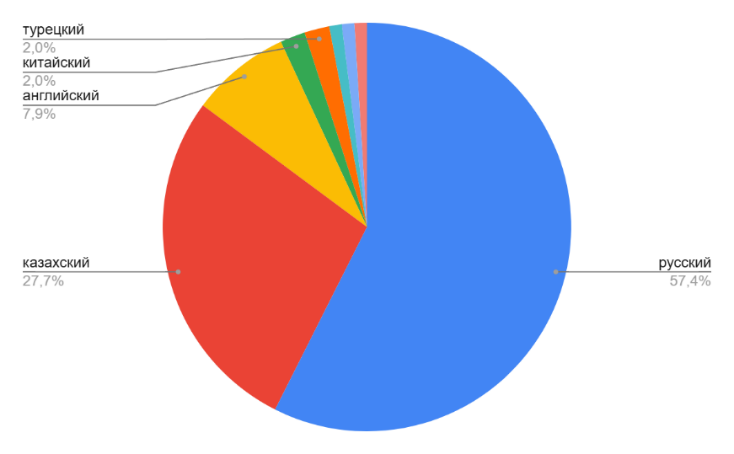 турецкий
2,0%
китайский
2,0%
английский
7,9%
казахский
27,7%
русский
57,4%